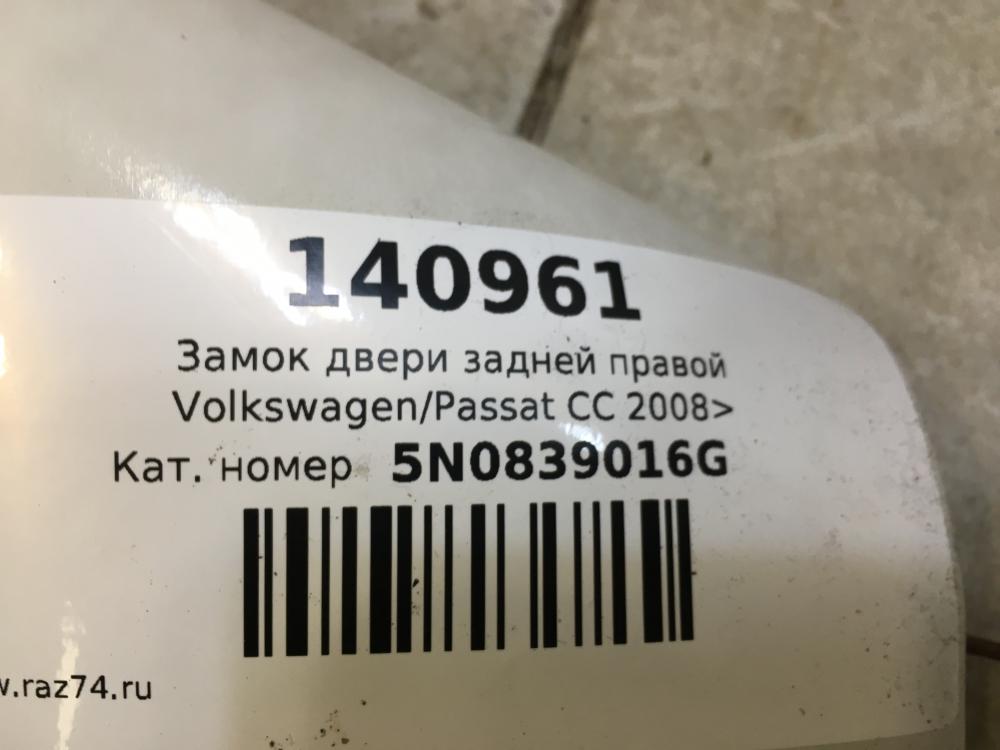 140961
Замок двери задней правой
Volkswagen/Passat CC 2008>
Кат. номер 5N0839016G
w.raz74.ru